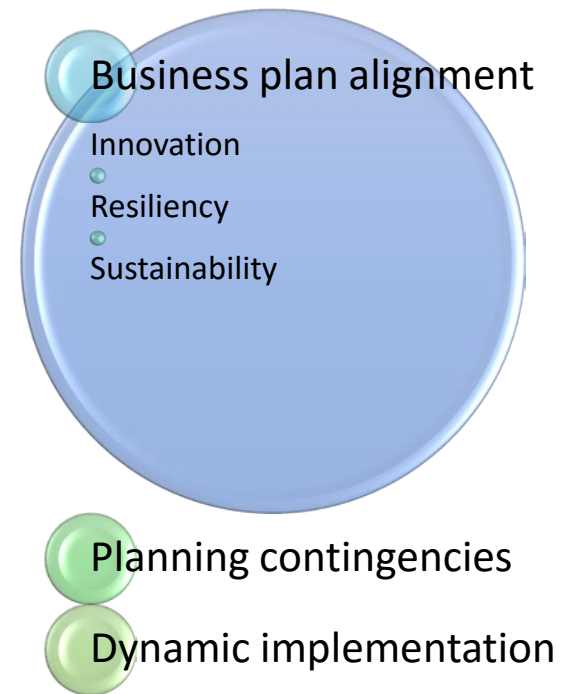 Business plan alignment
Innovation
Resiliency
Sustainability
Planning contingencies
Dynamic implementation